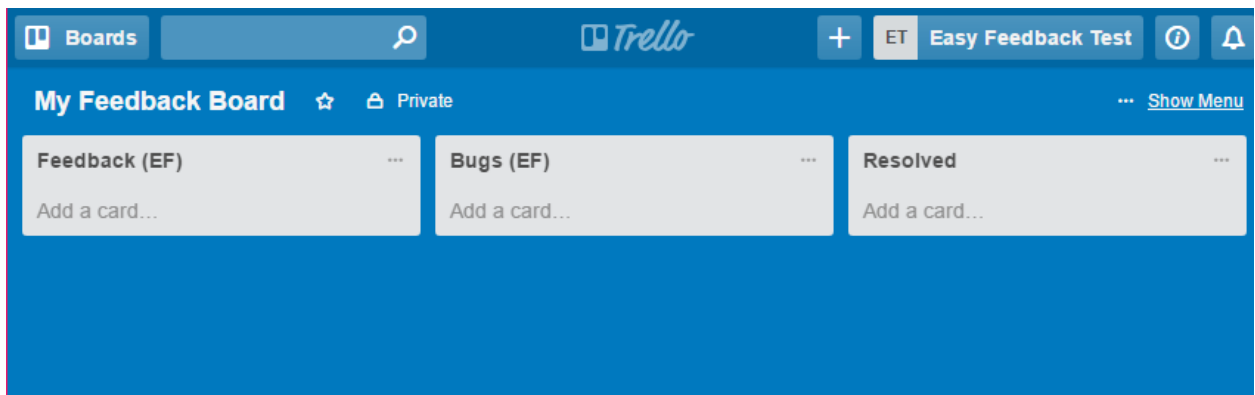 Boards
Trello
ET Easy Feedback Test
My Feedback Board Private ... Show Menu
Feedback (EF) ... Bugs (EF) ... Resolved ...
Add a card... Add a card... Add a card...